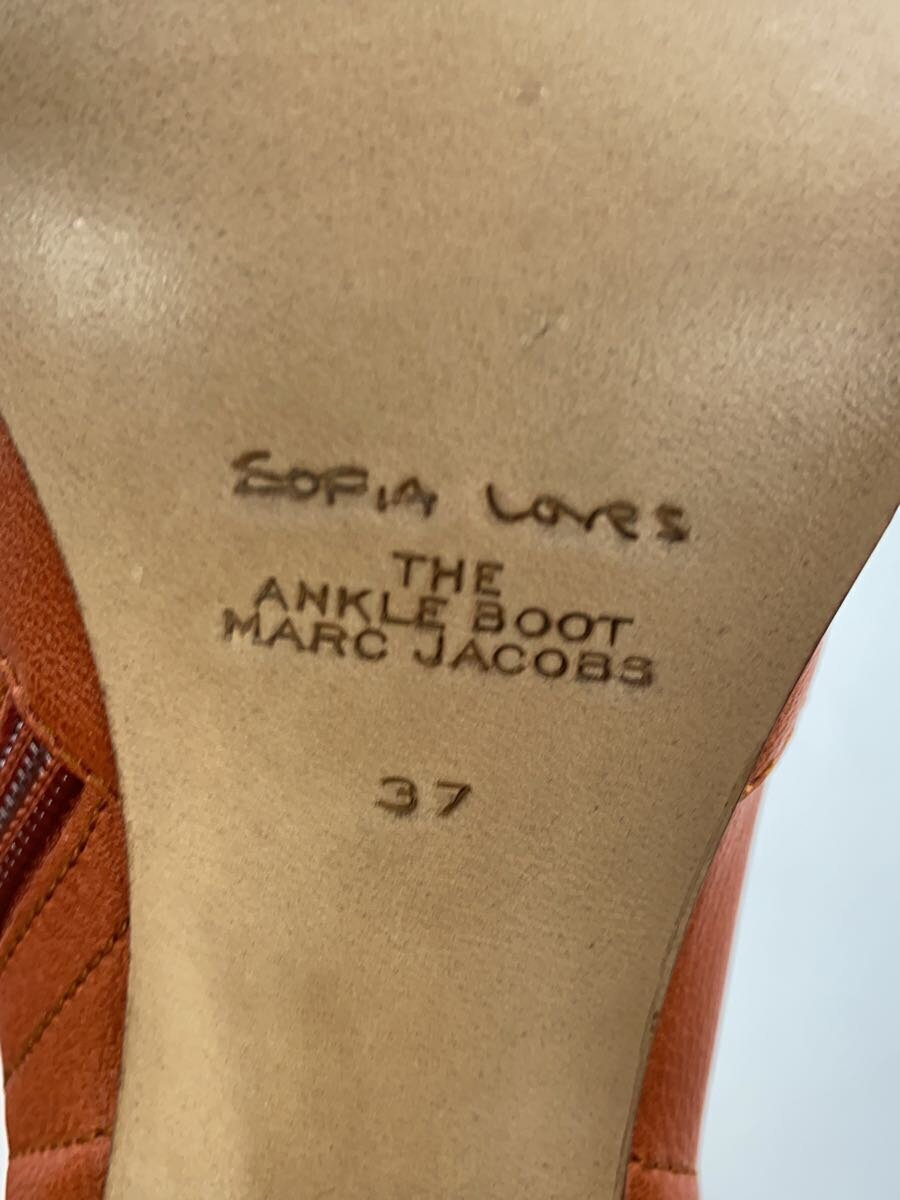 SOFIA LOVES
THE
ANKLE BOOT
MARC JACOBS
37